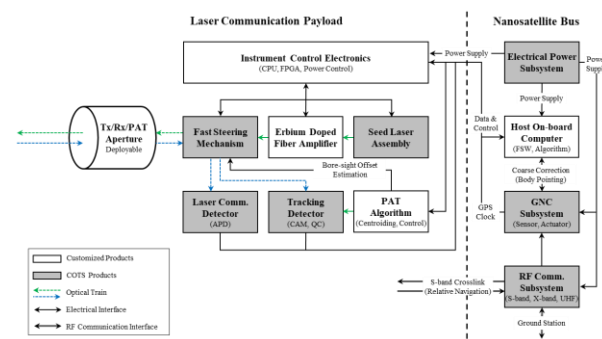 Laser Communication Payload
Nanosatellite Bus
Instrument Control Electronics
(CPU, FPGA, Power Control)
Power Supply
Electrical Power
Subsystem
Power
Supply
Tx/Rx/PAT
Aperture
Deployable
Fast Steering
Mechanism
Erbium Doped
Fiber Amplifier
Seed Laser
Assembly
Data &
Control
Power Supply
Host On-board
Computer
(FSW, Algorithm)
Bore-sight Offset
Estimation
Coarse Correction
(Body Pointing)
Laser Comm.
Detector
(APD)
Tracking
Detector
(CAM, QC)
PAT
Algorithm
(Centroiding, Control)
GPS
Clock
GNC
Subsystem
(Sensor, Actuator)
Customized Products
COTS Products
Optical Train
Electrical Interface
RF Communication Interface
S-band Crosslink
(Relative Navigation)
RF Comm.
Subsystem
(S-band, X-band, UHF)
Ground Station